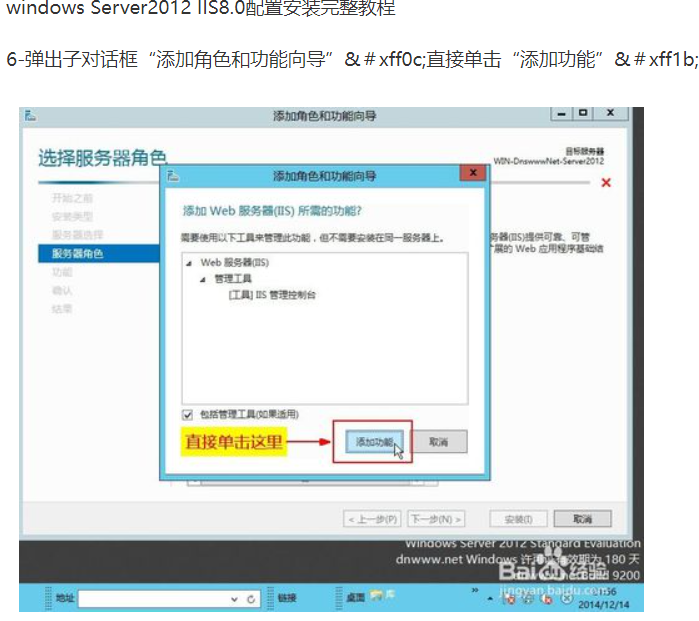 windows Server2012 IIS8.0配置安装完整教程
6-弹出子对话框“添加角色和功能向导”&#xff0c;直接单击“添加功能”&#xff1b;
添加角色和功能向导
选择服务器角色
目标服务器
WIN-DnswwwNet-Server2012
开始之前
安装类型
服务器选择
服务器角色
功能
确认
结果
添加角色和功能向导
添加 Web 服务器(IIS) 所需的功能?
需要使用以下工具来管理此功能，但不需要安装在同一服务器上。
Web 服务器(IIS)
管理工具
[工具] IIS 管理控制台
包括管理工具(如果适用)
直接单击这里
添加功能
取消
务器(IIS)提供可靠、可管
展的 Web 应用程序基础结
< 上一步(P)
下一步(N) >
安装(I)
取消
Windows Server 2012 Standard Evaluation
dnwww.net Windows 许可证有效期为 180 天
Build 9200
Baidu 经验
jingyan.baidu.com
地址
链接
桌面
2014/12/14